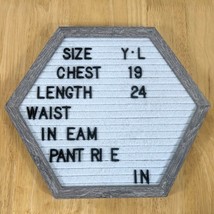 SIZE Y·L
CHEST 19
LENGTH 24
WAIST
IN EAM
PANT RI E
IN